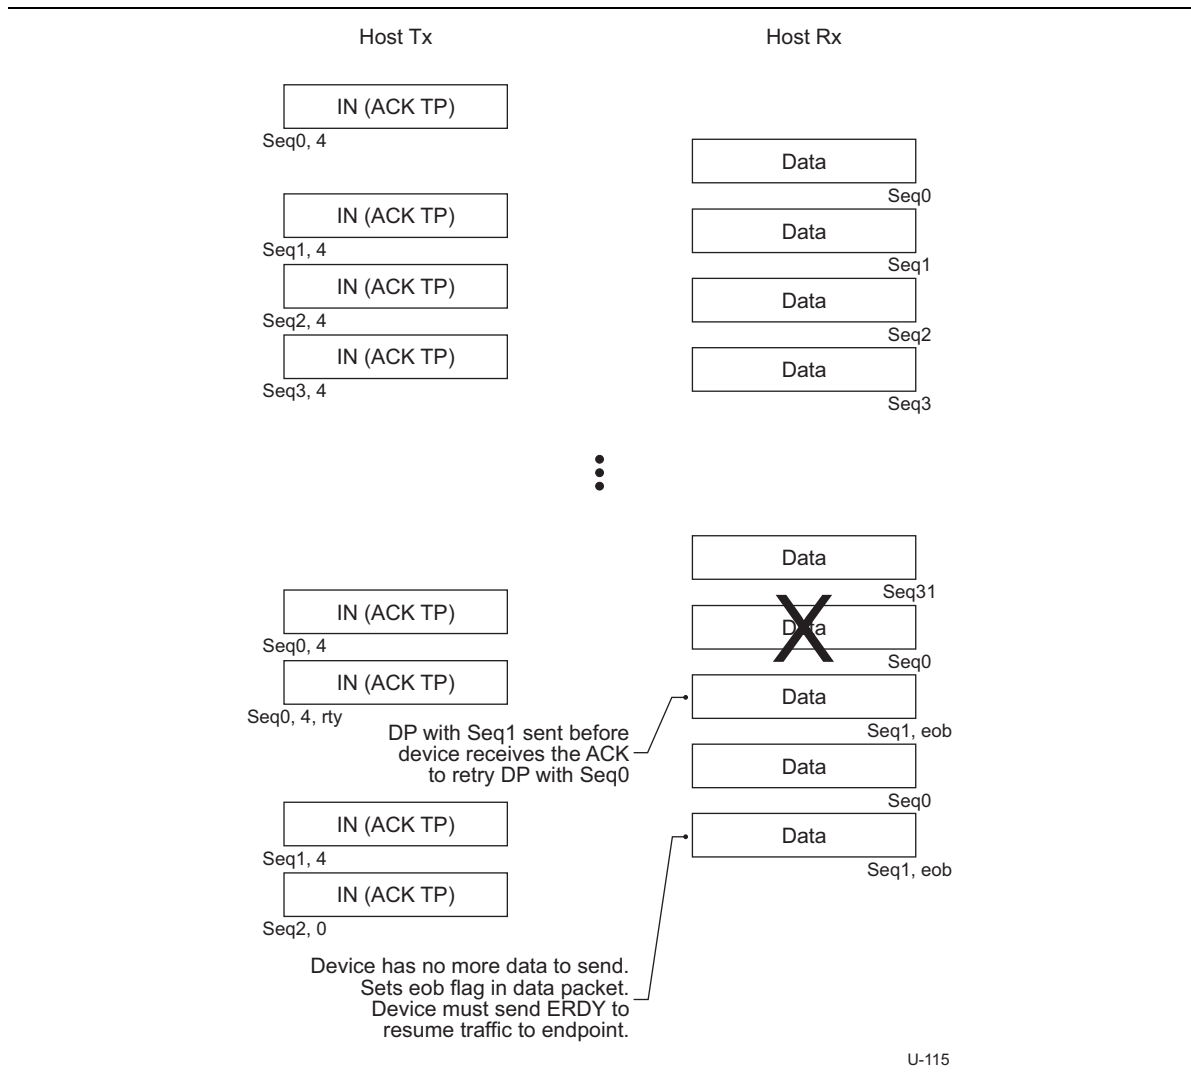 Host Tx
Host Rx
IN (ACK TP)
Seq0, 4
Data
Seq0
IN (ACK TP)
Seq1, 4
Data
Seq1
IN (ACK TP)
Seq2, 4
Data
Seq2
IN (ACK TP)
Seq3, 4
Data
Seq3
Data
Seq31
IN (ACK TP)
Seq0, 4
Data
Seq0
IN (ACK TP)
Seq0, 4, rty
Data
Seq1, eob
DP with Seq1 sent before
device receives the ACK
to retry DP with Seq0
Data
Seq0
IN (ACK TP)
Seq1, 4
Data
Seq1, eob
IN (ACK TP)
Seq2, 0
Device has no more data to send.
Sets eob flag in data packet.
Device must send ERDY to
resume traffic to endpoint.
U-115